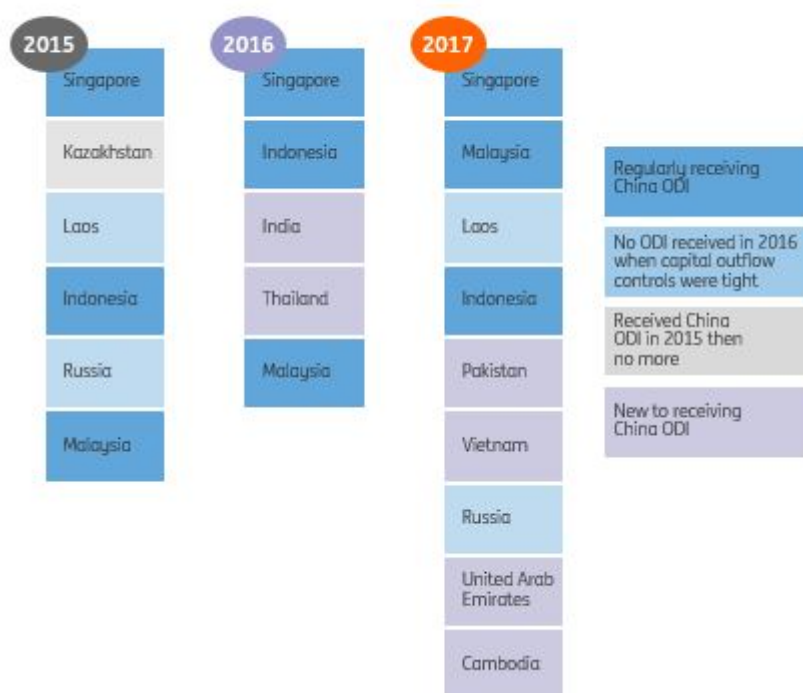 2015
Singapore
Kazakhstan
Laos
Indonesia
Russia
Malaysia
2016
Singapore
Indonesia
India
Thailand
Malaysia
2017
Singapore
Malaysia
Laos
Indonesia
Pakistan
Vietnam
Russia
United Arab
Emirates
Cambodia
Regularly receiving
China ODI
No ODI received in 2016
when capital outflow
controls were tight
Received China
ODI in 2015 then
no more
New to receiving
China ODI